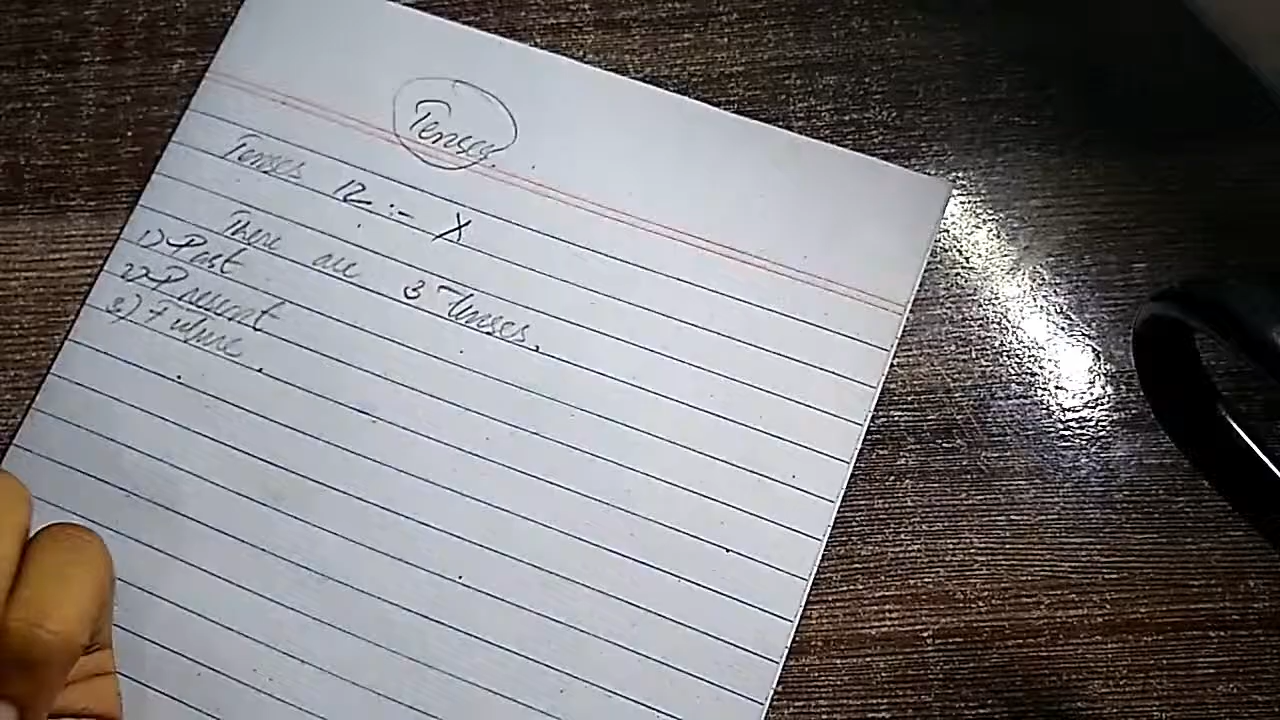 Tenses
Tenses 12 :- X
There are 3 Tenses.
1) Past
2) Present
3) Future.